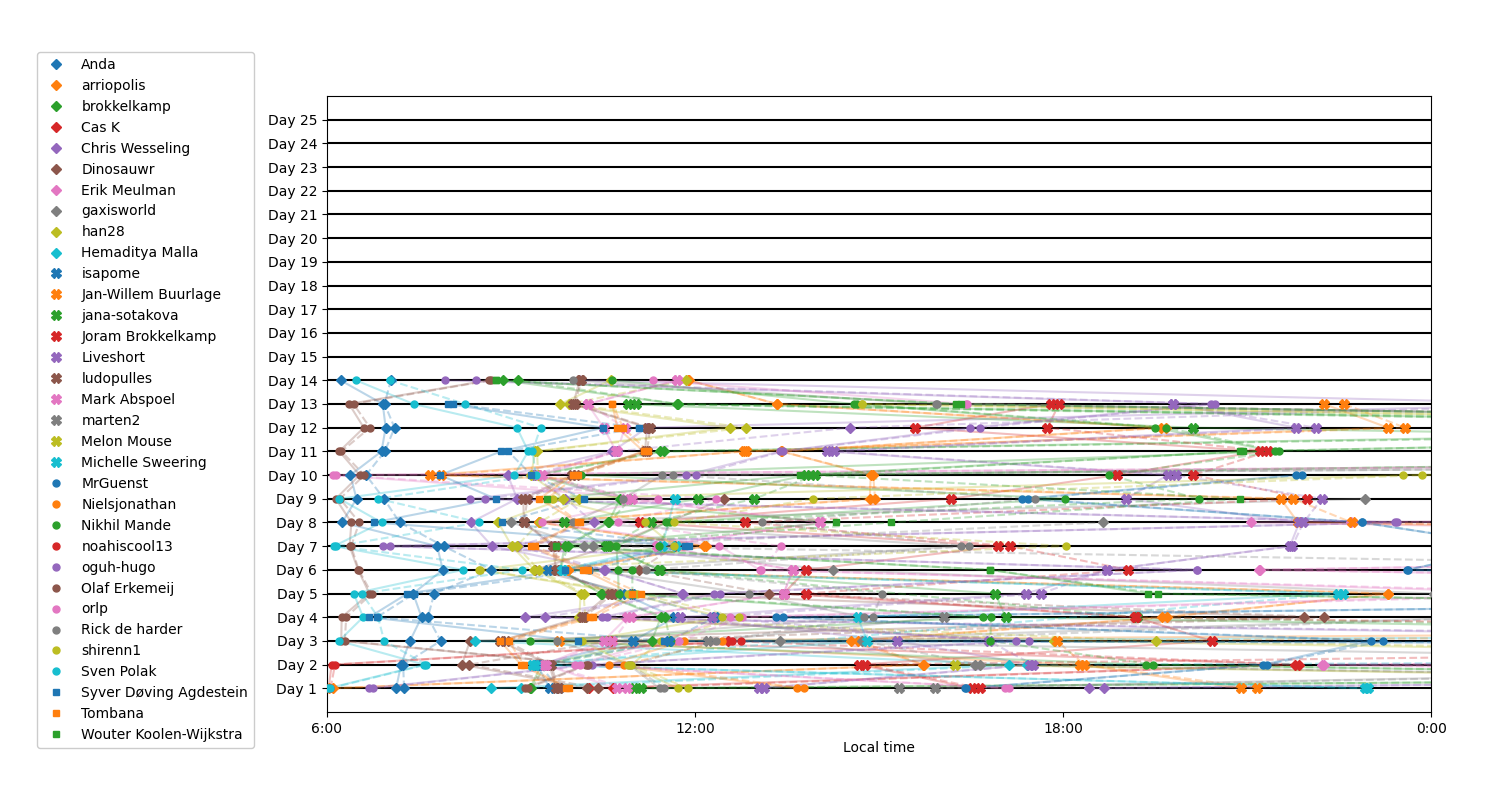 Anda
arriopolis
brokkelkamp
Cas K
Chris Wesseling
Dinosauwr
Erik Meulman
gaxisworld
han28
Hemaditya Malla
isapome
Jan-Willem Buurlage
jana-sotakova
Joram Brokkelkamp
Liveshort
ludopulles
Mark Abspoel
marten2
Melon Mouse
Michelle Sweering
MrGuenst
Nielsjonathan
Nikhil Mande
noahiscool13
oguh-hugo
Olaf Erkemeij
orlp
Rick de harder
shirenn1
Sven Polak
Syver Døving Agdestein
Tombana
Wouter Koolen-Wijkstra
Day 25
Day 24
Day 23
Day 22
Day 21
Day 20
Day 19
Day 18
Day 17
Day 16
Day 15
Day 14
Day 13
Day 12
Day 11
Day 10
Day 9
Day 8
Day 7
Day 6
Day 5
Day 4
Day 3
Day 2
Day 1
6:00 12:00 18:00 0:00
Local time